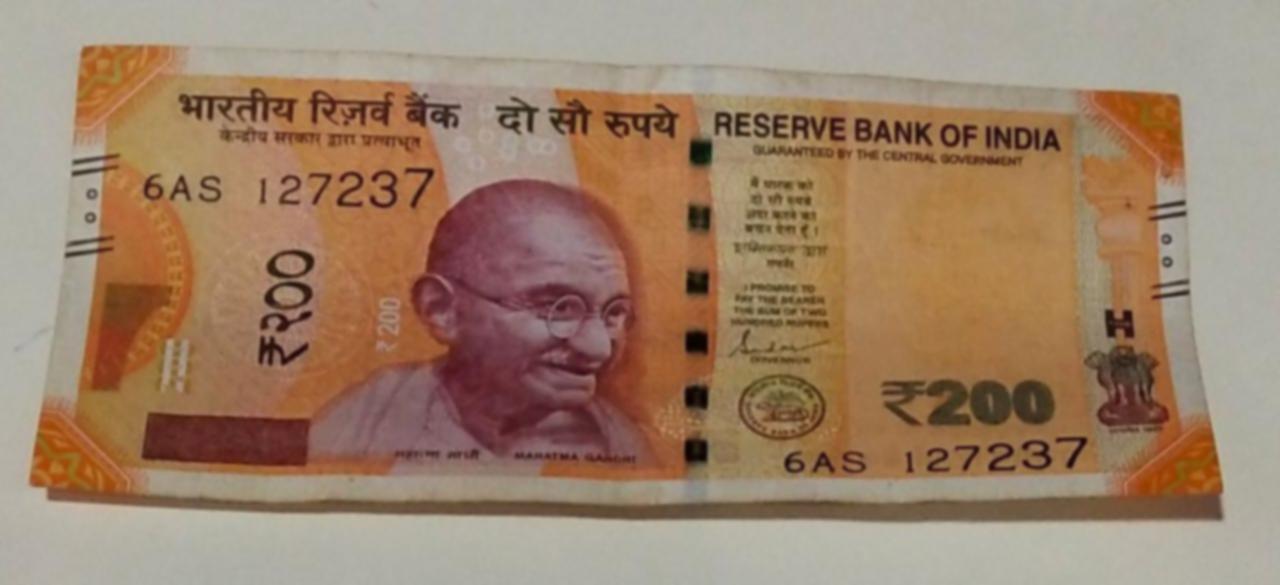 भारतीय रिज़र्व बैंक दो सौ रुपये
केन्द्रीय सरकार द्वारा प्रत्याभूत
6AS 127237
₹२००
₹200
महात्मा गांधी MAHATMA GANDHI
RESERVE BANK OF INDIA
GUARANTEED BY THE CENTRAL GOVERNMENT
मैं धारक को
दो सौ रुपये
अदा करने का
वचन देता हूँ ।
I PROMISE TO
PAY THE BEARER
THE SUM OF TWO
HUNDRED RUPEES
GOVERNOR
₹200
6AS 127237
H